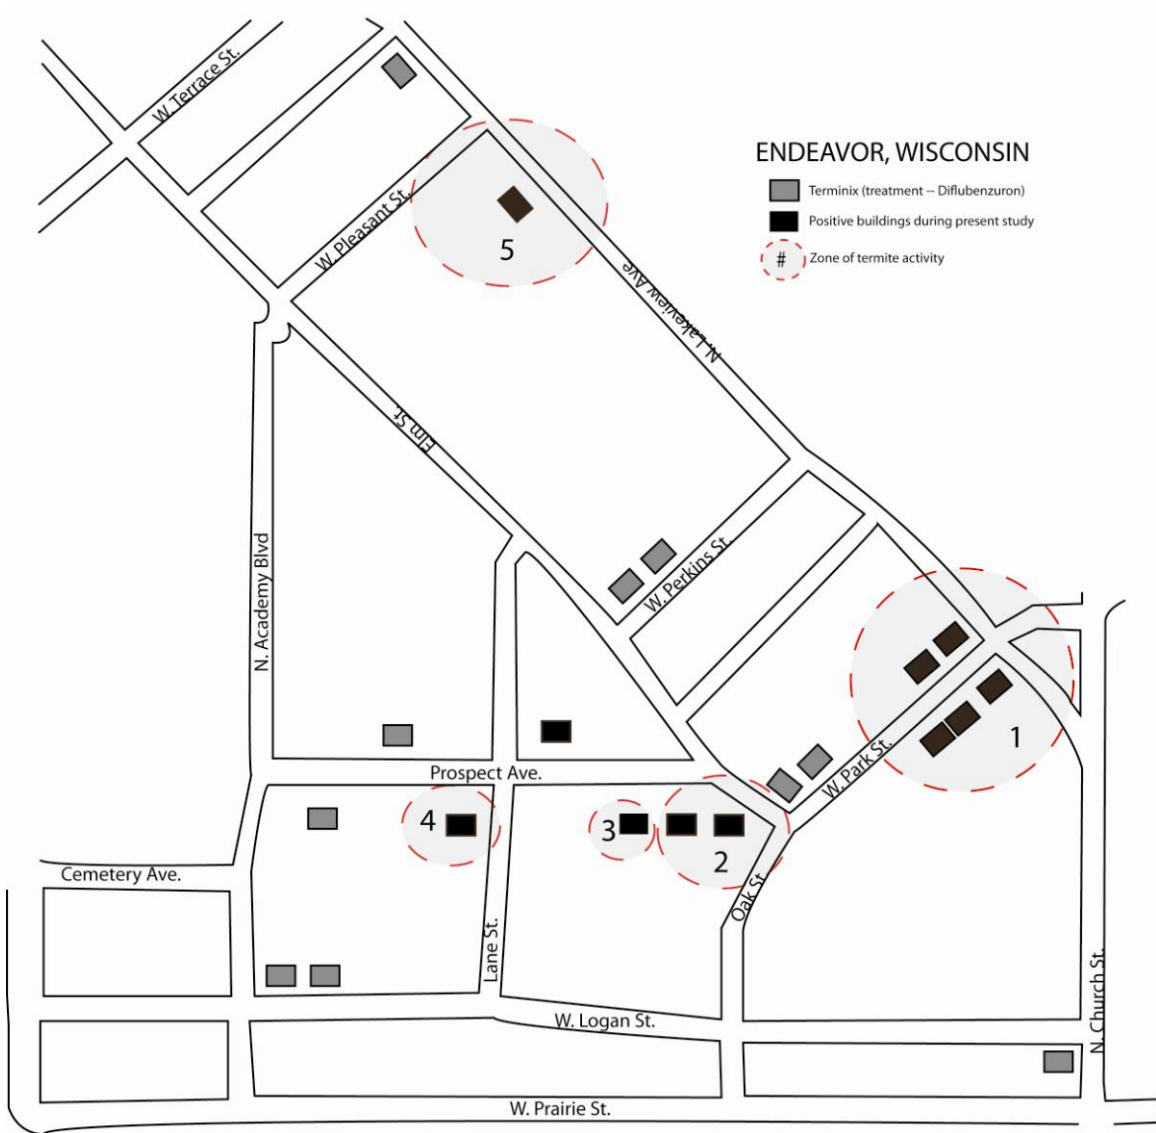 W. Terrace St.
ENDEAVOR, WISCONSIN
Terminix (treatment -- Diflubenzuron)
Positive buildings during present study
# Zone of termite activity
W. Pleasant St.
5
N. Lakeview Ave
Elm St.
N. Academy Blvd
W. Perkins St.
1
W. Park St.
Prospect Ave.
4
3
2
Cemetery Ave.
Oak St.
Lane St.
N. Church St.
W. Logan St.
W. Prairie St.